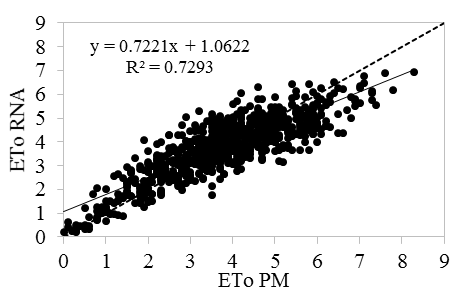 9
8
7
6
5
4
3
2
1
0
y = 0.7221x + 1.0622
R² = 0.7293
ETo RNA
0 1 2 3 4 5 6 7 8 9
ETo PM